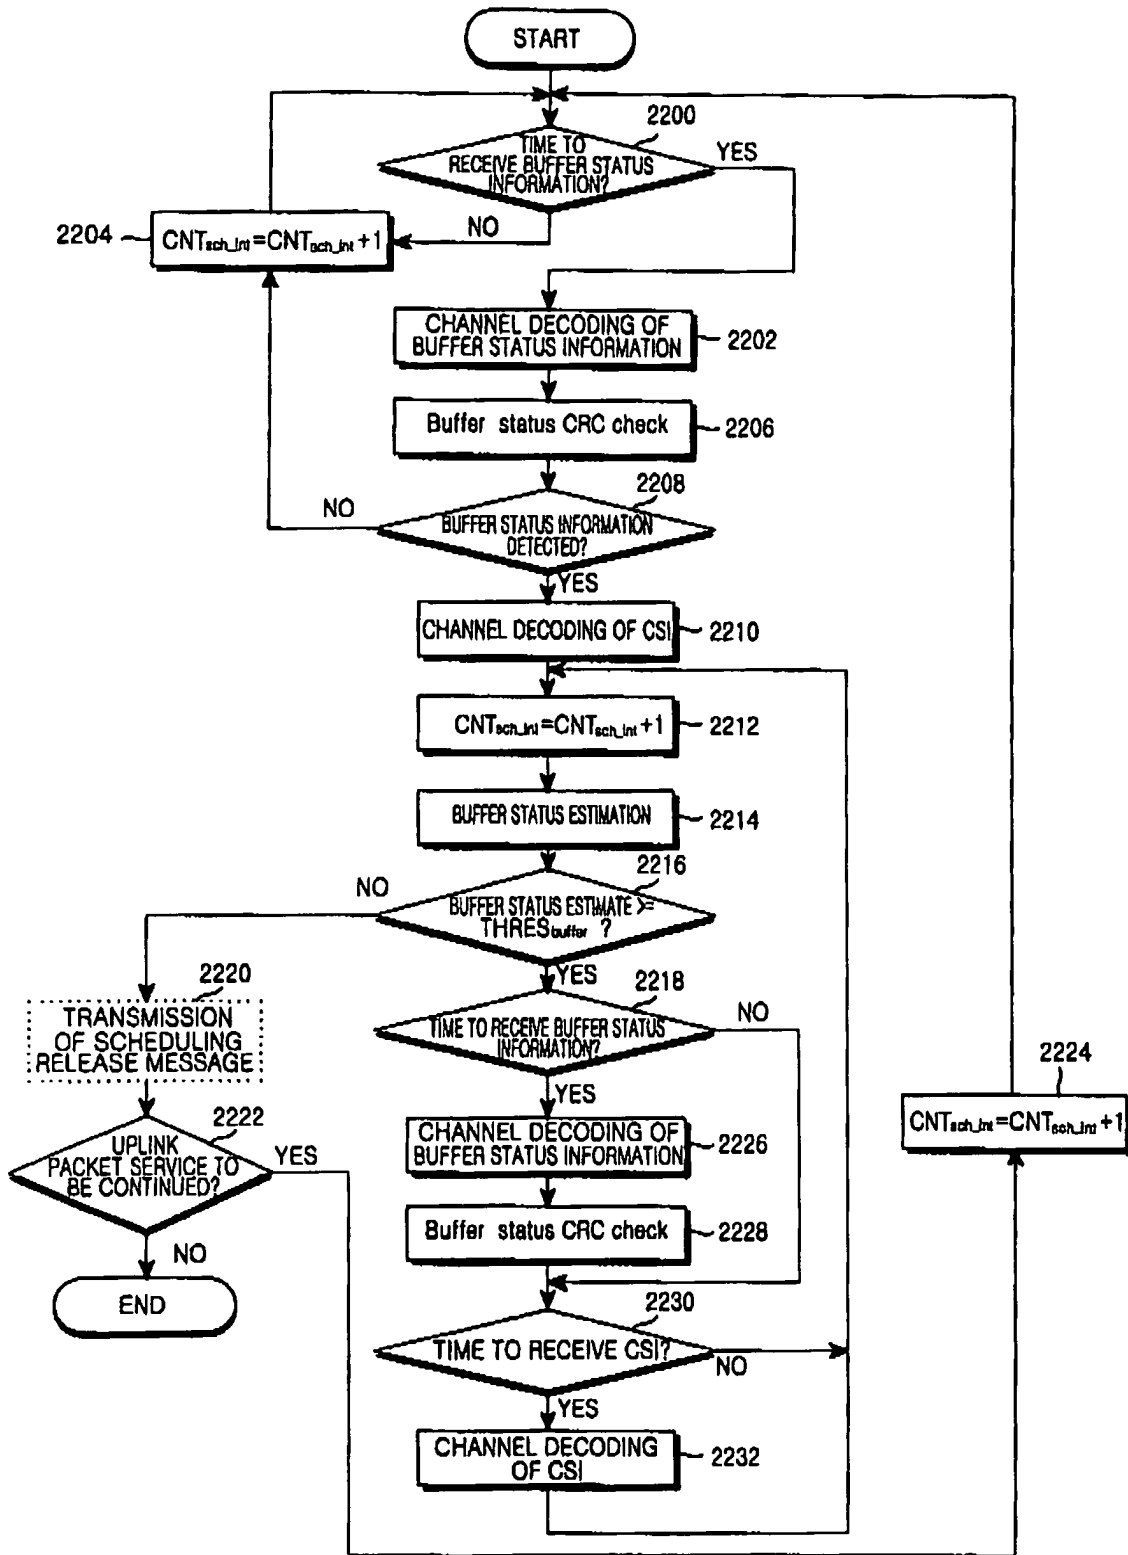 START
2200
TIME TO
RECEIVE BUFFER STATUS
INFORMATION?
YES
NO
2204
CNTsch_int=CNTsch_int+1
CHANNEL DECODING OF
BUFFER STATUS INFORMATION
2202
Buffer status CRC check
2206
2208
NO
BUFFER STATUS INFORMATION
DETECTED?
YES
CHANNEL DECODING OF CSI
2210
CNTsch_int=CNTsch_int+1
2212
BUFFER STATUS ESTIMATION
2214
2216
NO
BUFFER STATUS ESTIMATE >=
THRESbuffer ?
YES
2220
TRANSMISSION
OF SCHEDULING
RELEASE MESSAGE
2218
TIME TO RECEIVE BUFFER STATUS
INFORMATION?
NO
YES
2224
CNTsch_int=CNTsch_int+1
2222
UPLINK
PACKET SERVICE TO
BE CONTINUED?
YES
NO
END
CHANNEL DECODING OF
BUFFER STATUS INFORMATION
2226
Buffer status CRC check
2228
2230
TIME TO RECEIVE CSI?
NO
YES
CHANNEL DECODING
OF CSI
2232